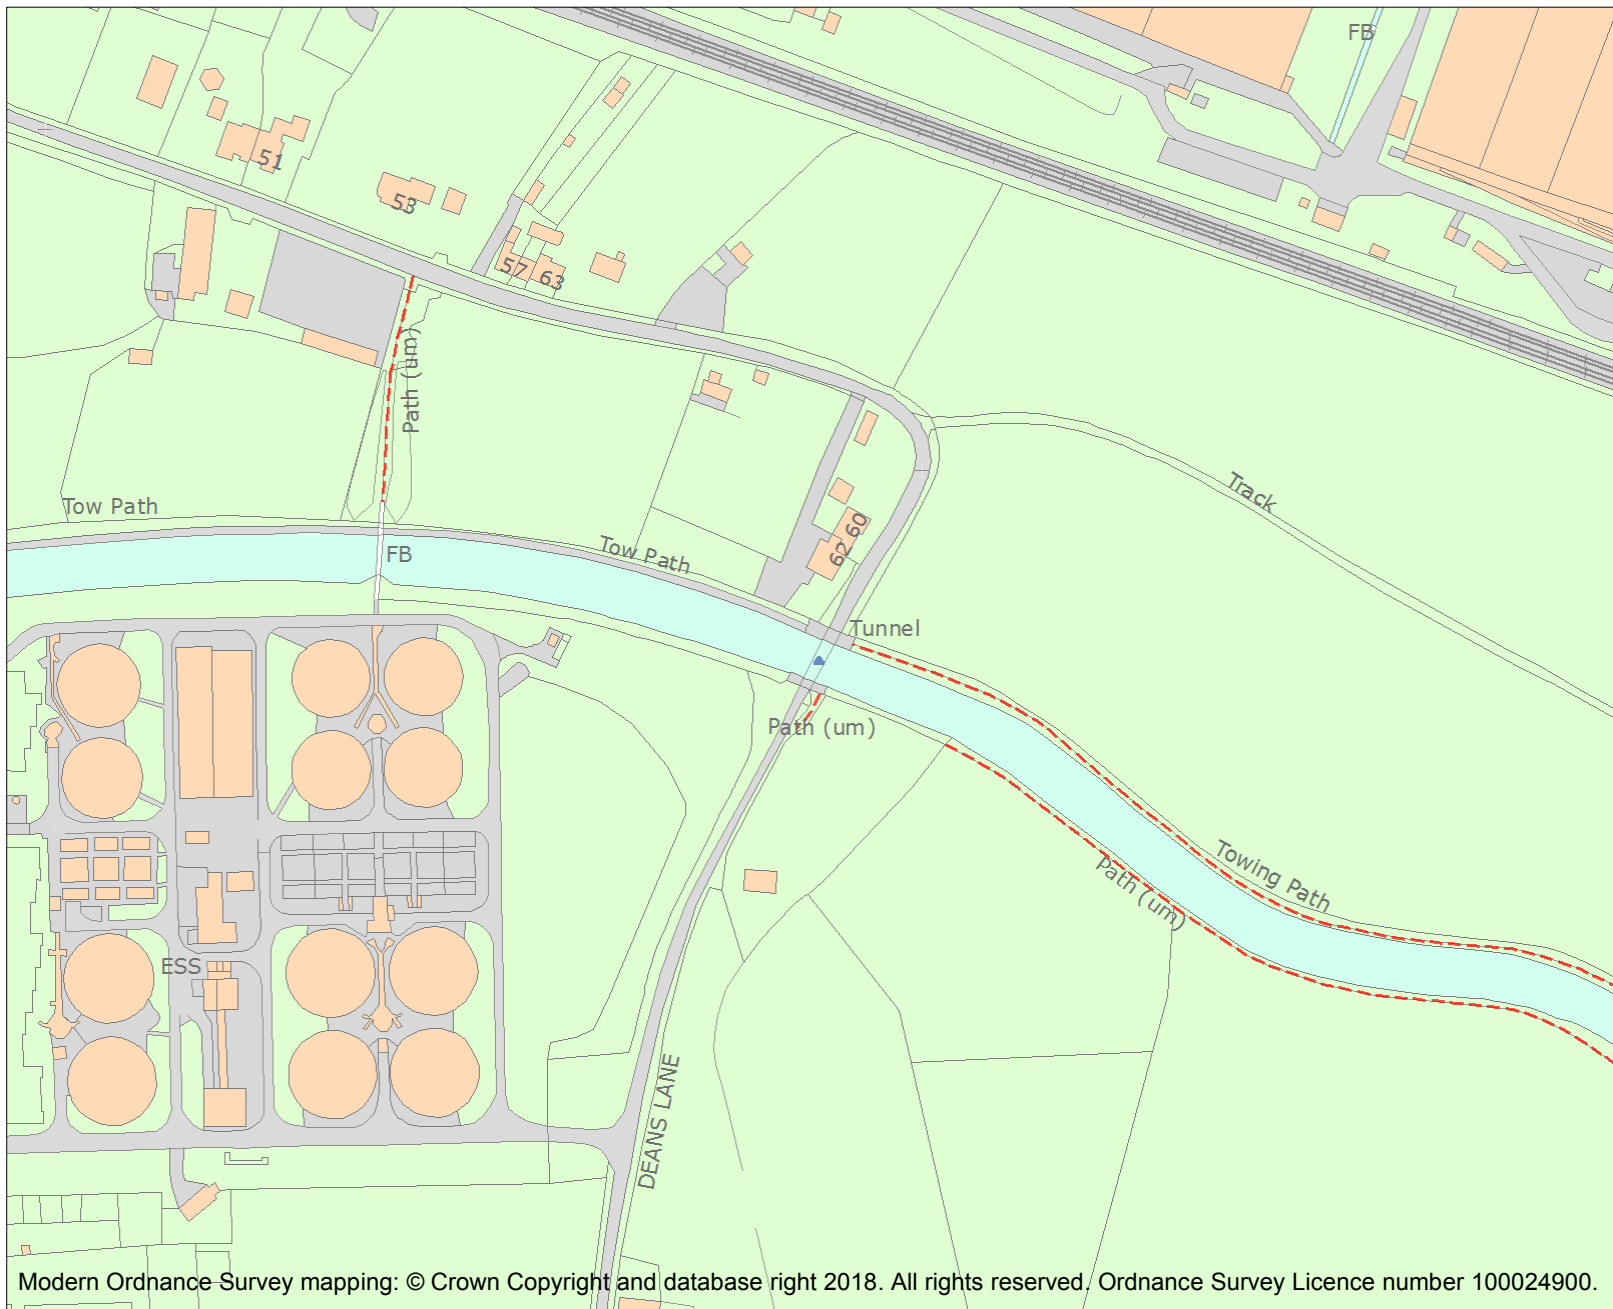 FB
51
53
57
63
Path (um)
Track
Tow Path
60
62
Tow Path
FB
Tunnel
Path (um)
Towing Path
Path (um)
ESS
DEANS LANE
Modern Ordnance Survey mapping: © Crown Copyright and database right 2018. All rights reserved. Ordnance Survey Licence number 100024900.